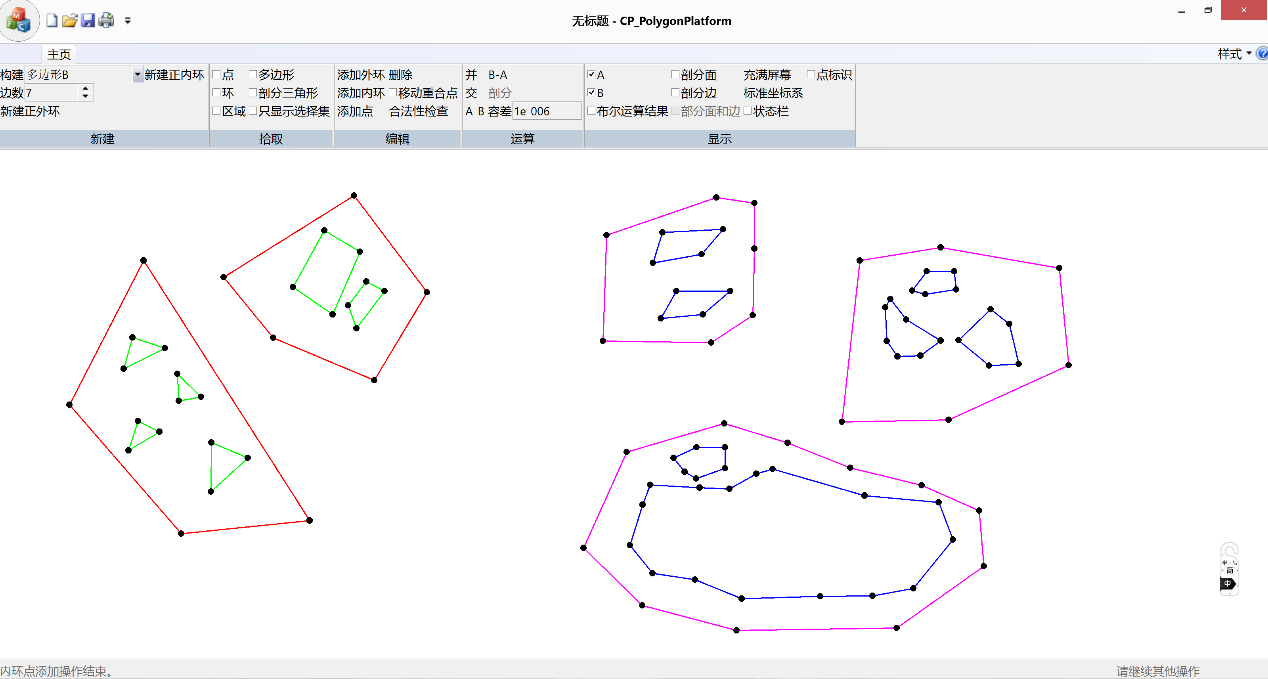 无标题 - CP_PolygonPlatform
主页 样式
构建 多边形B 新建正内环 点 多边形 添加外环 删除 并 B-A A 剖分面 充满屏幕 点标识
边数 7 环 剖分三角形 添加内环 移动重合点 交 剖分 B 剖分边 标准坐标系
新建正外环 区域 只显示选择集 添加点 合法性检查 A B 容差 1e 006 布尔运算结果 剖分面和边 状态栏
新建 拾取 编辑 运算 显示
简
中
内环点添加操作结束。 请继续其他操作